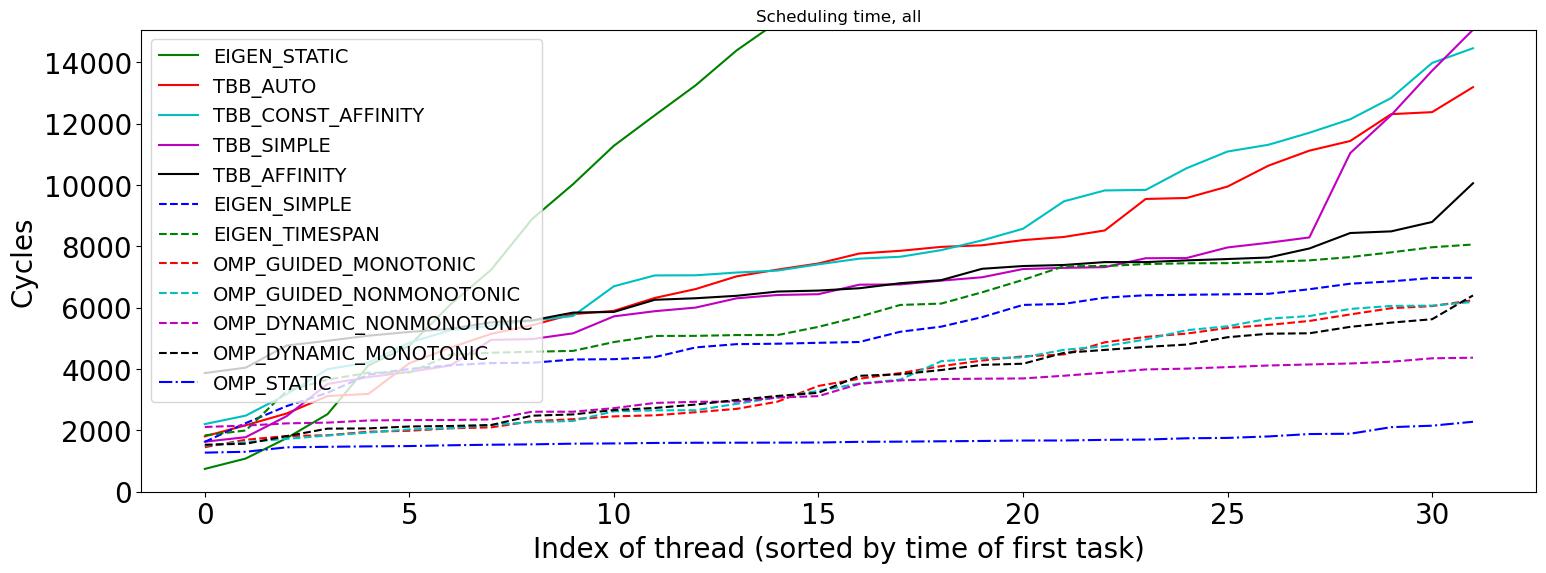 Scheduling time, all
Cycles
14000
12000
10000
8000
6000
4000
2000
0
EIGEN_STATIC
TBB_AUTO
TBB_CONST_AFFINITY
TBB_SIMPLE
TBB_AFFINITY
EIGEN_SIMPLE
EIGEN_TIMESPAN
OMP_GUIDED_MONOTONIC
OMP_GUIDED_NONMONOTONIC
OMP_DYNAMIC_NONMONOTONIC
OMP_DYNAMIC_MONOTONIC
OMP_STATIC
0 5 10 15 20 25 30
Index of thread (sorted by time of first task)